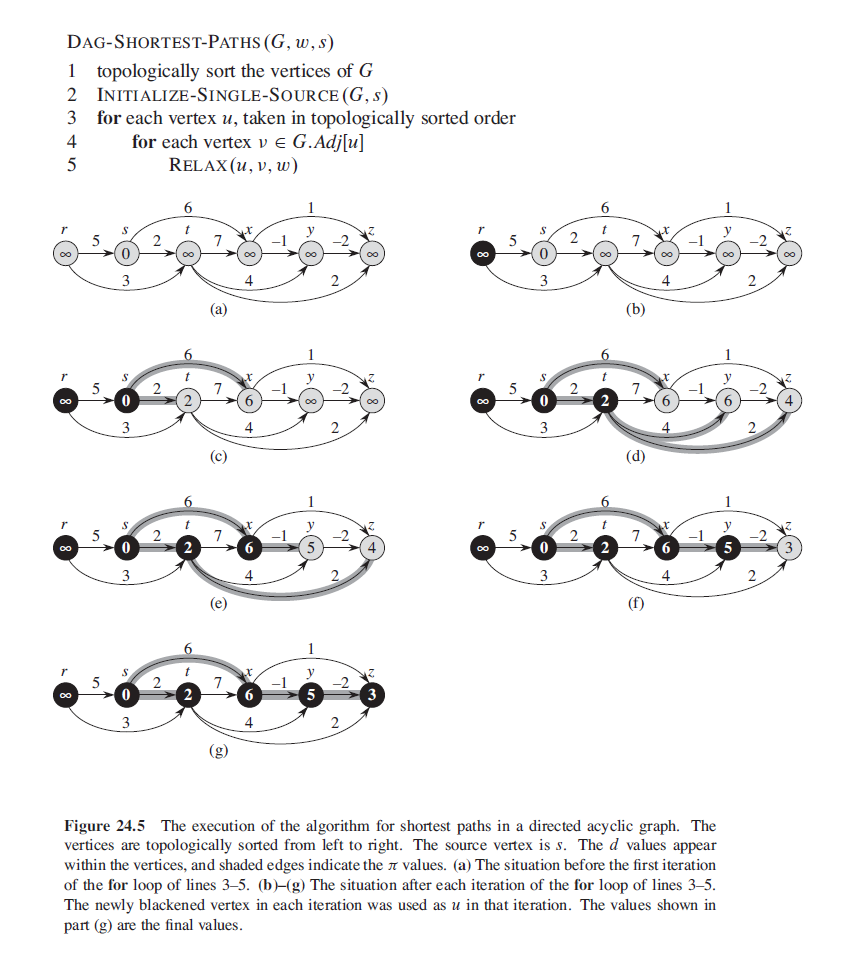 DAG-SHORTEST-PATHS(G, w, s)
1 topologically sort the vertices of G
2 INITIALIZE-SINGLE-SOURCE(G, s)
3 for each vertex u, taken in topologically sorted order
4 for each vertex v ∈ G.Adj[u]
5 RELAX(u, v, w)
6 1
r s t x y z
5 2 7 –1 –2
∞ 0 ∞ ∞ ∞ ∞
3 4 2
(a)
6 1
r s t x y z
5 2 7 –1 –2
∞ 0 ∞ ∞ ∞ ∞
3 4 2
(b)
6 1
r s t x y z
5 2 7 –1 –2
∞ 0 2 6 ∞ ∞
3 4 2
(c)
6 1
r s t x y z
5 2 7 –1 –2
∞ 0 2 6 6 4
3 4 2
(d)
6 1
r s t x y z
5 2 7 –1 –2
∞ 0 2 6 5 4
3 4 2
(e)
6 1
r s t x y z
5 2 7 –1 –2
∞ 0 2 6 5 3
3 4 2
(f)
6 1
r s t x y z
5 2 7 –1 –2
∞ 0 2 6 5 3
3 4 2
(g)
Figure 24.5 The execution of the algorithm for shortest paths in a directed acyclic graph. The
vertices are topologically sorted from left to right. The source vertex is s. The d values appear
within the vertices, and shaded edges indicate the π values. (a) The situation before the first iteration
of the for loop of lines 3–5. (b)–(g) The situation after each iteration of the for loop of lines 3–5.
The newly blackened vertex in each iteration was used as u in that iteration. The values shown in
part (g) are the final values.